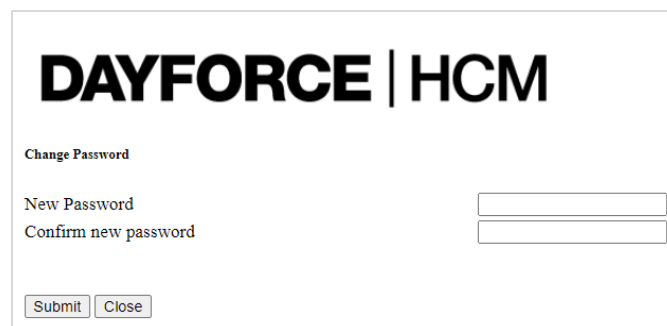 DAYFORCE | HCM
Change Password
New Password
Confirm new password
Submit Close